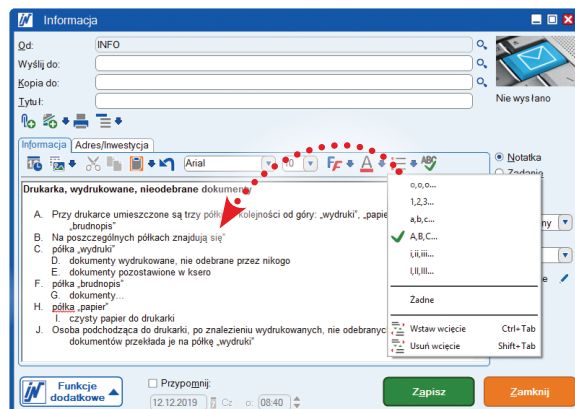 Informacja
Od: INFO
Wyślij do:
Kopia do:
Tytuł:
Nie wysłano
Informacja Adres/Inwestycja
Arial 10
Notatka
Zadanie
Drukarka, wydrukowane, nieodebrane dokumenty
A. Przy drukarce umieszczone są trzy kolejności od góry: „wydruki”, „papie
„brudnopis”
B. Na poszczególnych półkach znajdują się”
C. półka „wydruki”
D. dokumenty wydrukowane, nie odebrane przez nikogo
E. dokumenty pozostawione w ksero
F. półka „brudnopis”
G. dokumenty...
H. półka „papier”
I. czysty papier do drukarki
J. Osoba podchodząca do drukarki, po znalezieniu wydrukowanych, nie odebranych
dokumentów przekłada je na półkę „wydruki”
o,o,o...
1,2,3...
a,b,c...
A,B,C...
i,ii,iii...
I,II,III...
Żadne
Wstaw wcięcie Ctrl+Tab
Usuń wcięcie Shift+Tab
ny
e
Funkcje
dodatkowe
Przypomnij:
12.12.2019 Cz o: 08:40
Zapisz
Zamknij